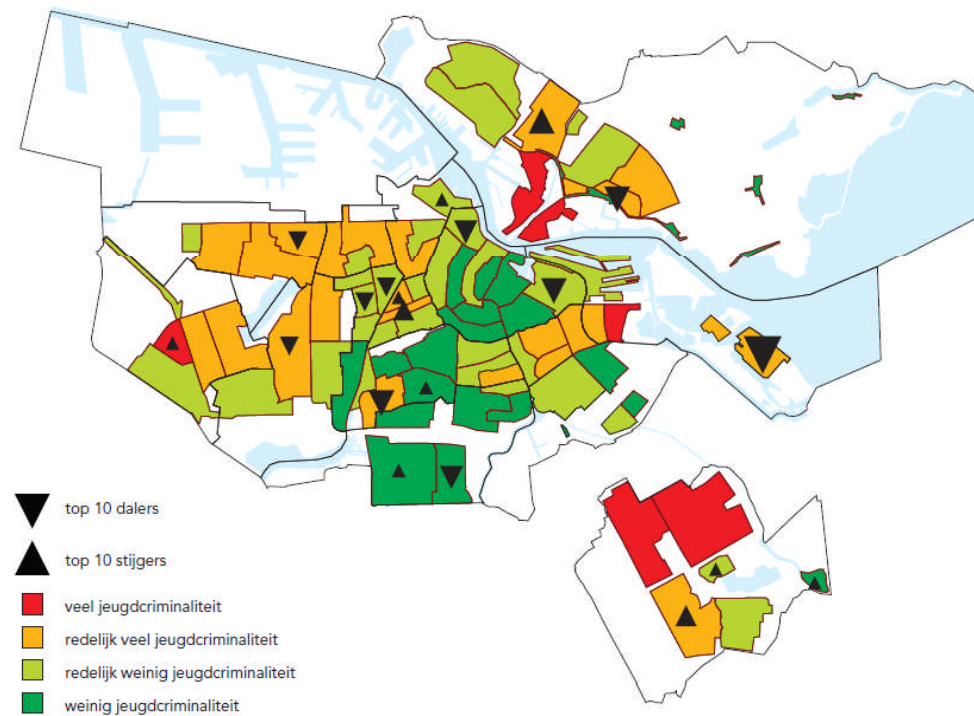 top 10 dalers
top 10 stijgers
veel jeugdcriminaliteit
redelijk veel jeugdcriminaliteit
redelijk weinig jeugdcriminaliteit
weinig jeugdcriminaliteit